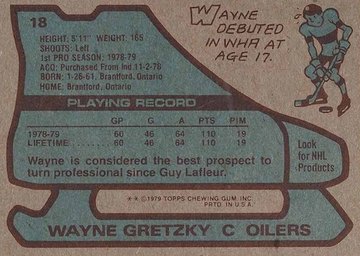 18
HEIGHT: 5'11" WEIGHT: 165
SHOOTS: Left
1st PRO SEASON: 1978-79
ACQ: Purchased From Ind. 11-2-78
BORN: 1-26-61, Brantford, Ontario
HOME: Brantford, Ontario
WAYNE
DEBUTED
IN WHA AT
AGE 17.
PLAYING RECORD
GP G A PTS PIM
1978-79 60 46 64 110 19
LIFETIME 60 46 64 110 19
Wayne is considered the best prospect to
turn professional since Guy Lafleur.
Look
for NHL
Products
**©1979 TOPPS CHEWING GUM INC
PRTD. IN U.S.A.
WAYNE GRETZKY C OILERS